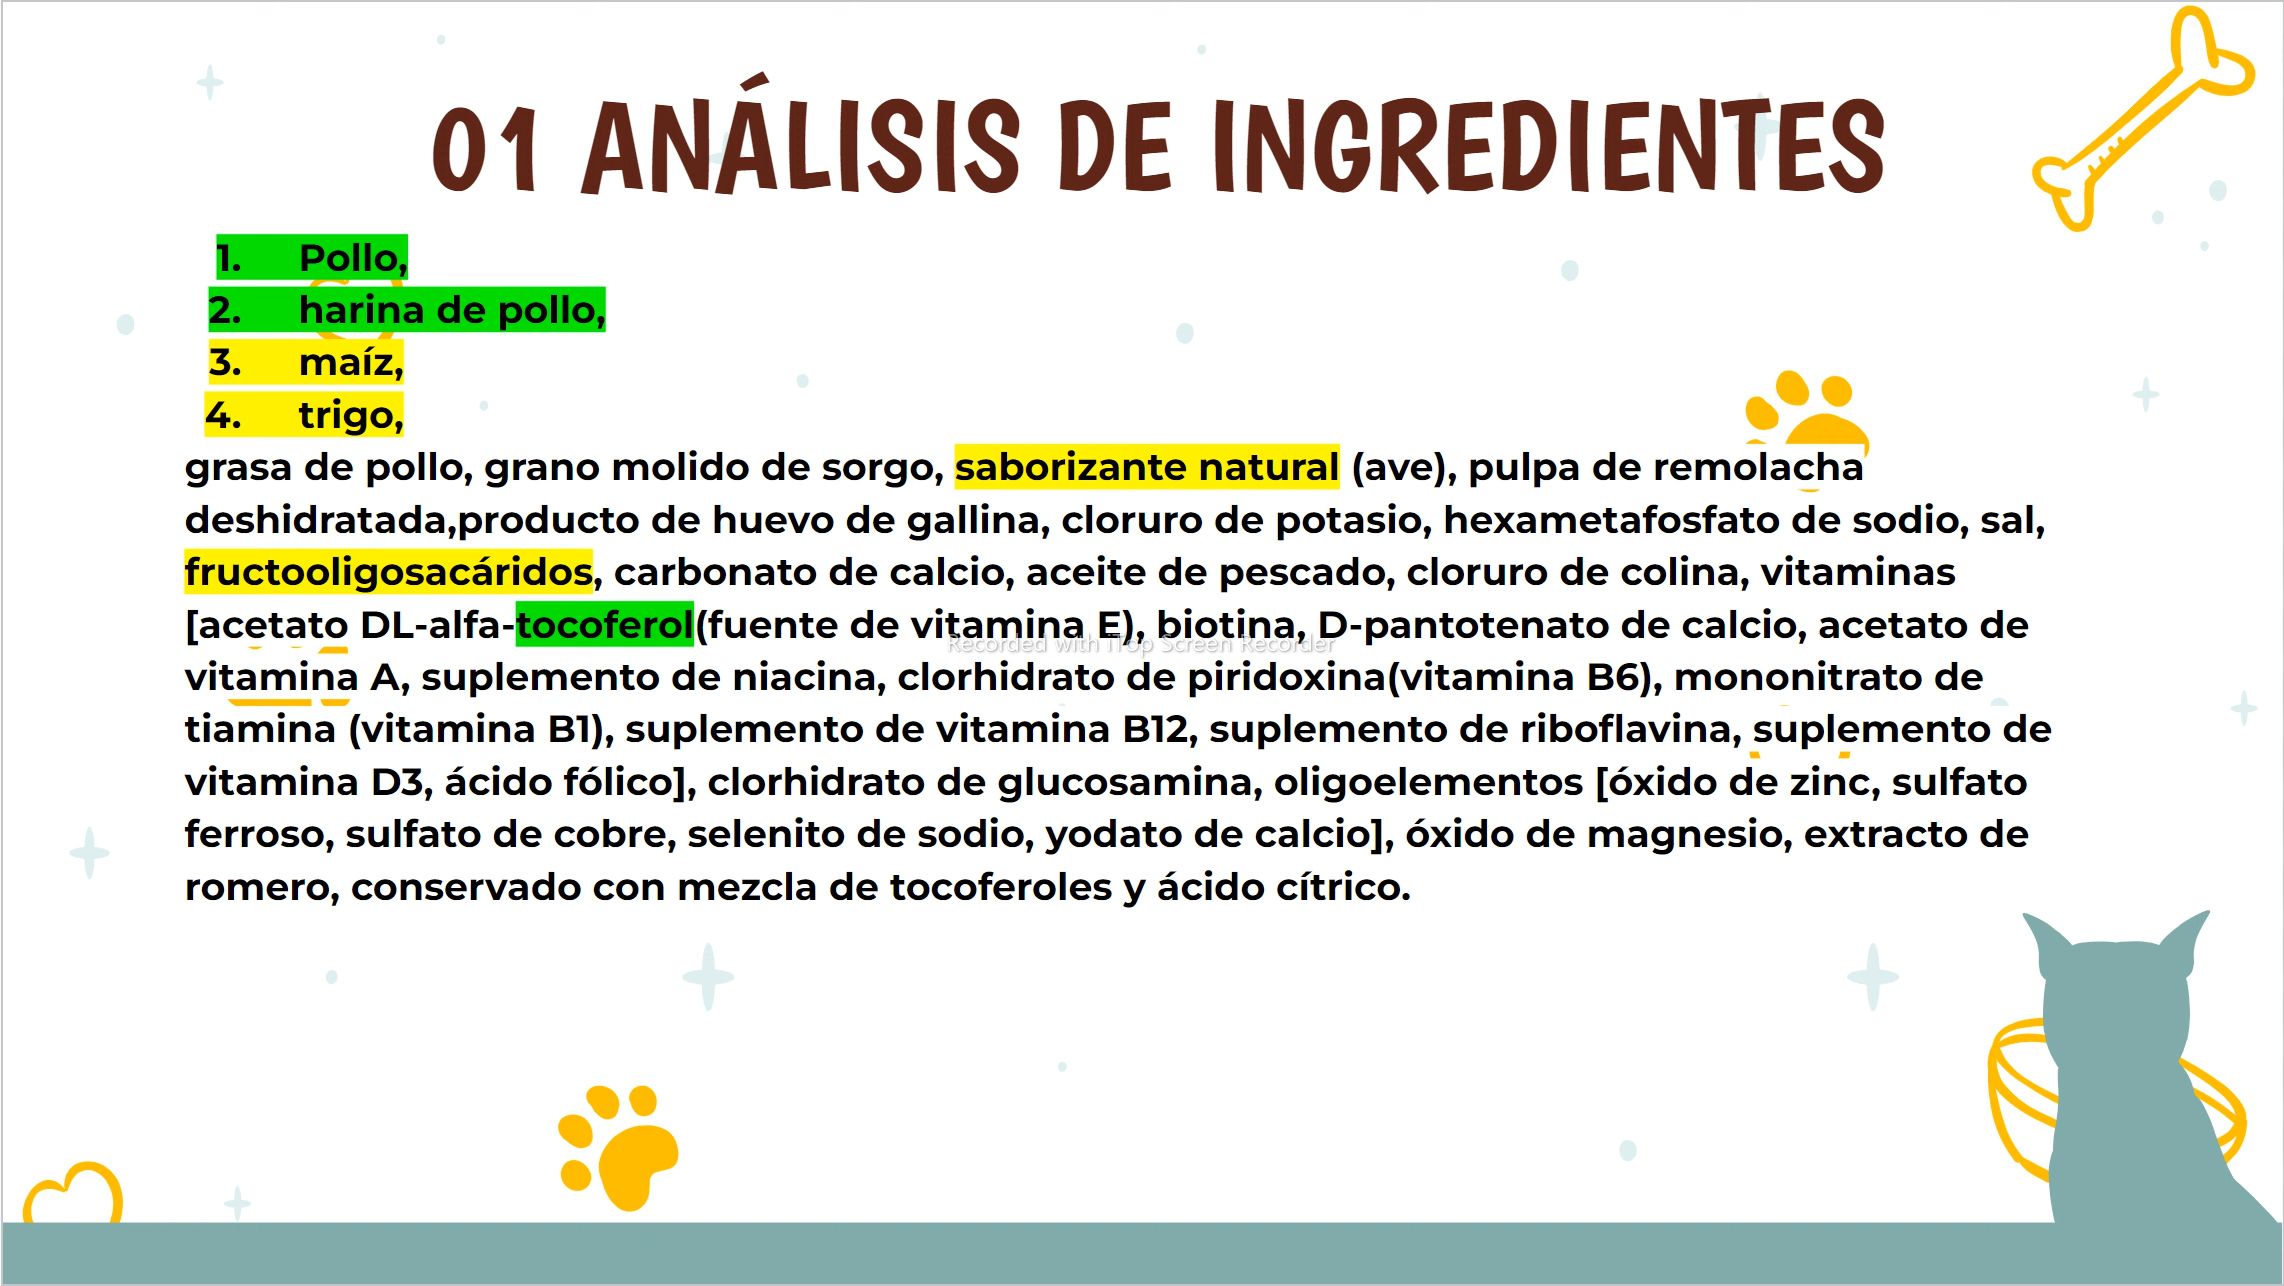 01 ANÁLISIS DE INGREDIENTES
1. Pollo,
2. harina de pollo,
3. maíz,
4. trigo,
grasa de pollo, grano molido de sorgo, saborizante natural (ave), pulpa de remolacha
deshidratada,producto de huevo de gallina, cloruro de potasio, hexametafosfato de sodio, sal,
fructooligosacáridos, carbonato de calcio, aceite de pescado, cloruro de colina, vitaminas
[acetato DL-alfa-tocoferol(fuente de vitamina E), biotina, D-pantotenato de calcio, acetato de
Recorded with iTop Screen Recorder
vitamina A, suplemento de niacina, clorhidrato de piridoxina(vitamina B6), mononitrato de
tiamina (vitamina B1), suplemento de vitamina B12, suplemento de riboflavina, suplemento de
vitamina D3, ácido fólico], clorhidrato de glucosamina, oligoelementos [óxido de zinc, sulfato
ferroso, sulfato de cobre, selenito de sodio, yodato de calcio], óxido de magnesio, extracto de
romero, conservado con mezcla de tocoferoles y ácido cítrico.